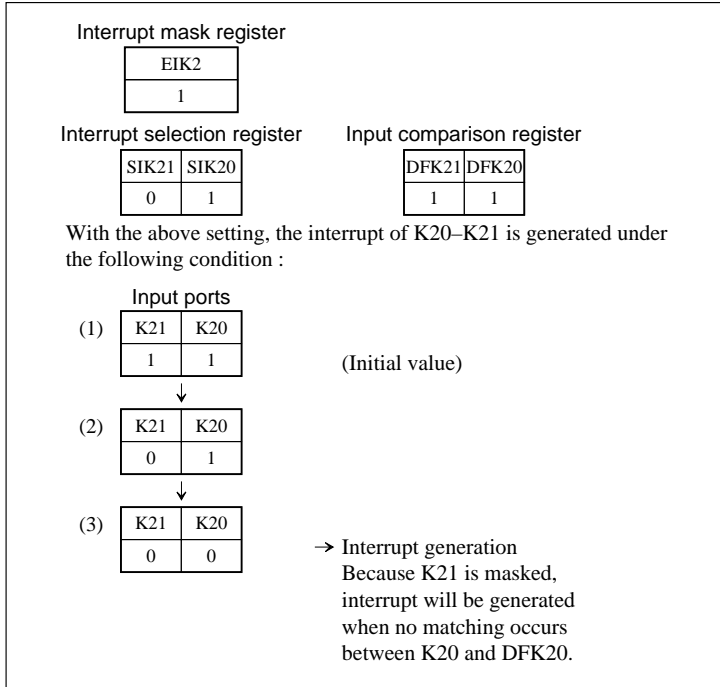 Interrupt mask register
EIK2
1
Interrupt selection register Input comparison register
SIK21 SIK20 DFK21 DFK20
0 1 1 1
With the above setting, the interrupt of K20–K21 is generated under
the following condition :
Input ports
(1) K21 K20
1 1 (Initial value)
(2) K21 K20
0 1
(3) K21 K20
0 0 → Interrupt generation
Because K21 is masked,
interrupt will be generated
when no matching occurs
between K20 and DFK20.